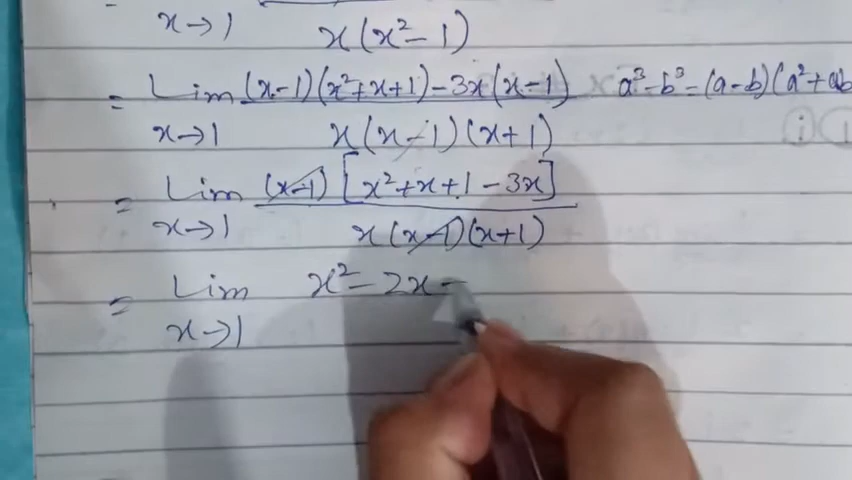 x→1 x(x²-1)
= Lim (x-1)(x²+x+1)-3x(x-1) a³-b³=(a-b)(a²+ab
x→1 x(x-1)(x+1)
= Lim (x-1)[x²+x+1-3x]
x→1 x(x-1)(x+1)
= Lim x²-2x
x→1